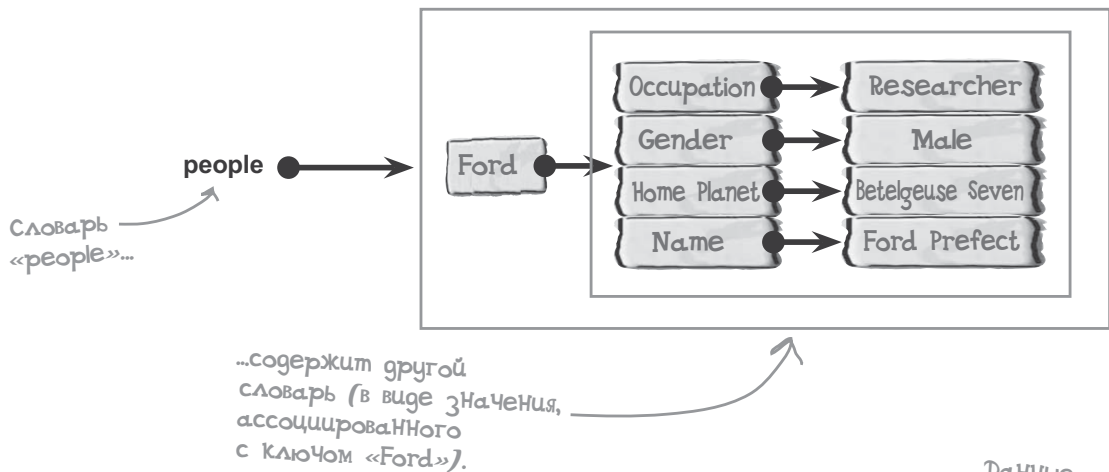 Occupation Researcher
Gender Male
people Ford
Home Planet Betelgeuse Seven
Name Ford Prefect
Словарь
«people»...
...содержит другой
словарь (в виде значения,
ассоциированного
с ключом «Ford»).
Данные